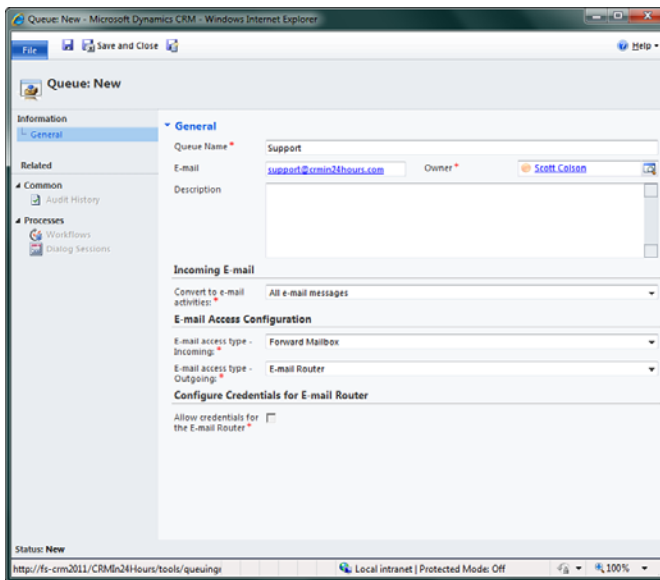 Queue: New - Microsoft Dynamics CRM - Windows Internet Explorer
File Save and Close Help
Queue: New
Information
General
Related
Common
Audit History
Processes
Workflows
Dialog Sessions
General
Queue Name * Support
E-mail support@crmin24hours.com Owner * Scott Colson
Description
Incoming E-mail
Convert to e-mail activities: * All e-mail messages
E-mail Access Configuration
E-mail access type - Incoming: * Forward Mailbox
E-mail access type - Outgoing: * E-mail Router
Configure Credentials for E-mail Router
Allow credentials for
the E-mail Router *
Status: New
http://fs-crm2011/CRMIn24Hours/tools/queuing Local intranet | Protected Mode: Off 100%